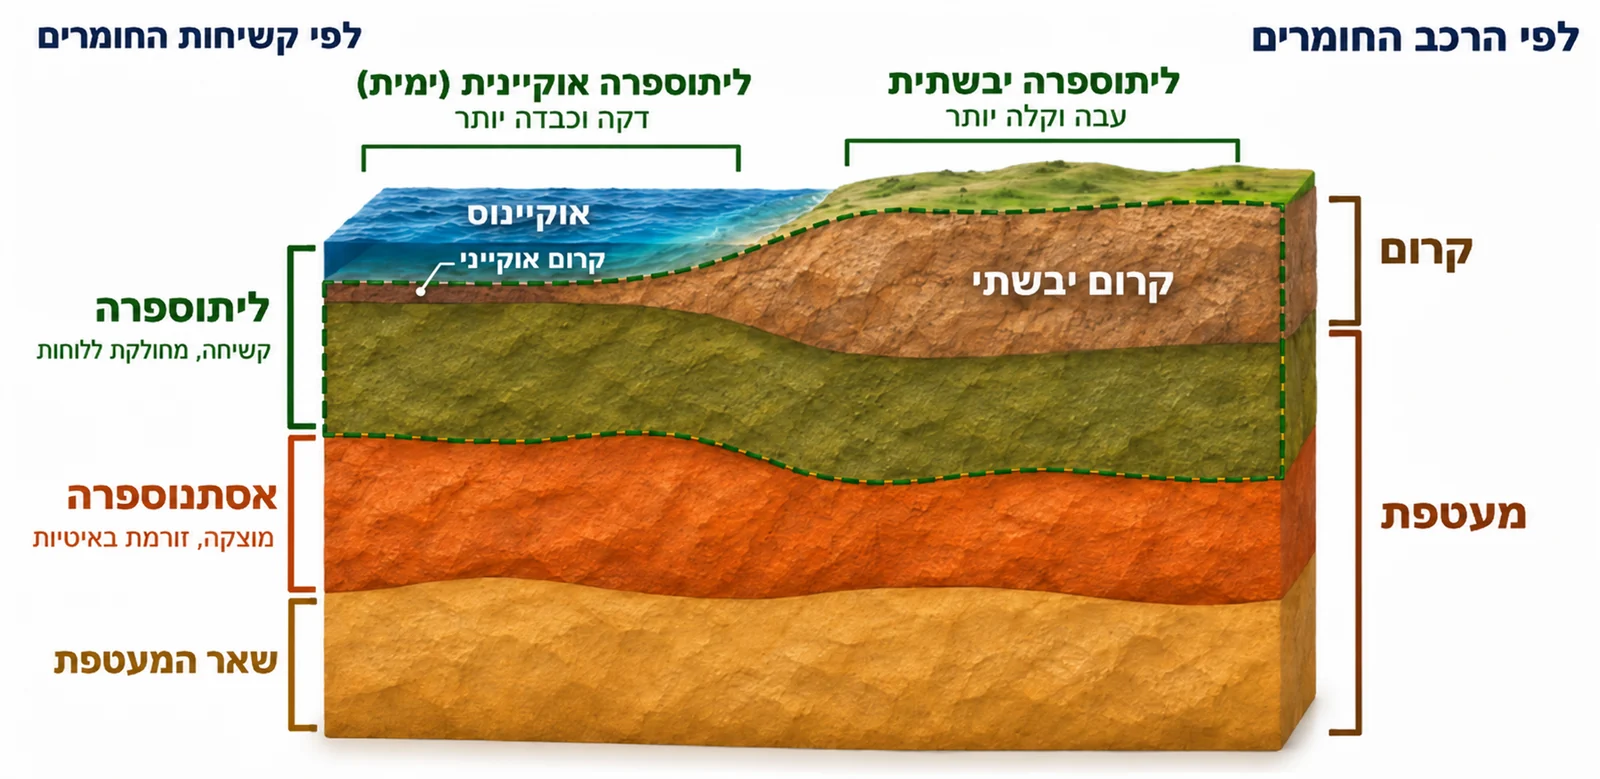 לפי הרכב החומרים
לפי קשיחות החומרים
ליתוספרה יבשתית
עבה וקלה יותר
ליתוספרה אוקיינית (ימית)
דקה וכבדה יותר
אוקיינוס
קרום אוקייני
קרום יבשתי
קרום
מעטפת
ליתוספרה
קשיחה, מחולקת ללוחות
אסתנוספרה
מוצקה, זורמת באיטיות
שאר המעטפת